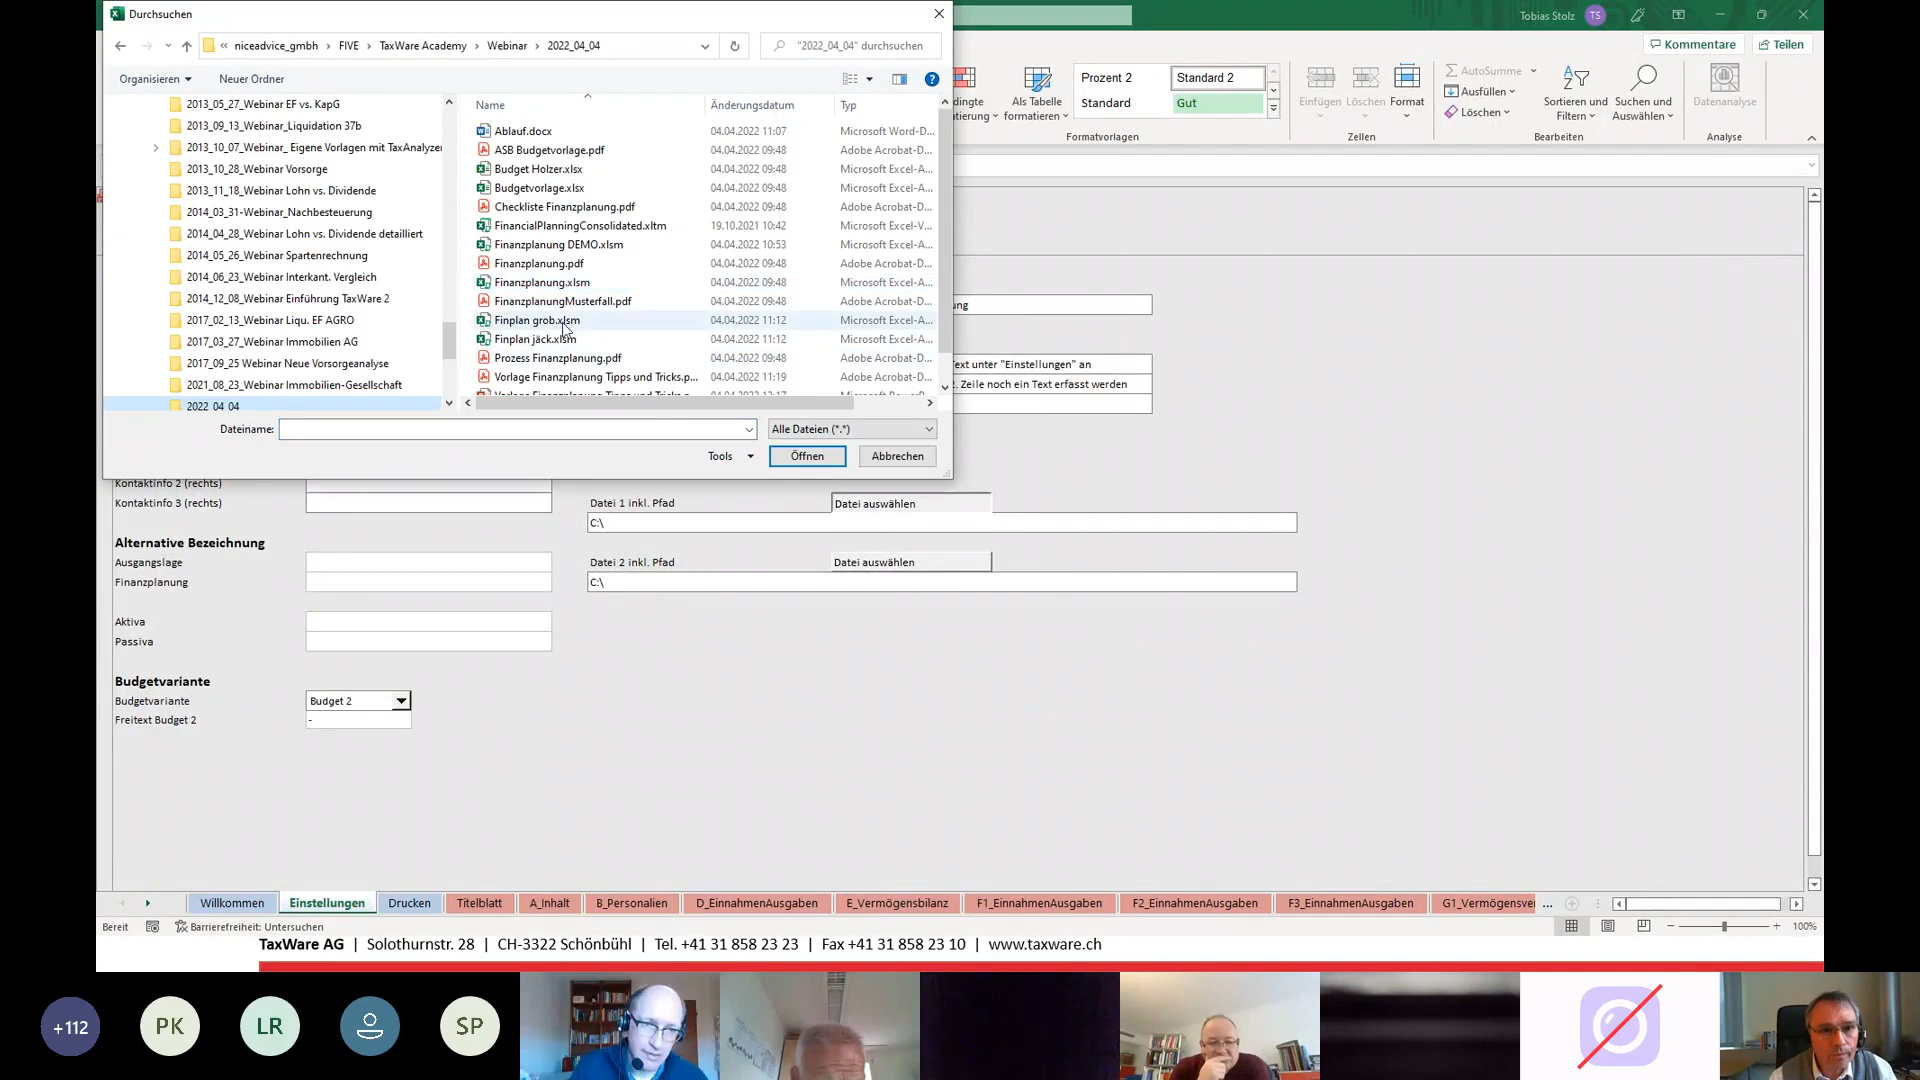 Durchsuchen
Tobias Stolz TS
« niceadvice_gmbh › FIVE › TaxWare Academy › Webinar › 2022_04_04
"2022_04_04" durchsuchen
Kommentare Teilen
Organisieren Neuer Ordner
2013_05_27_Webinar EF vs. KapG
2013_09_13_Webinar_Liquidation 37b
2013_10_07_Webinar_ Eigene Vorlagen mit TaxAnalyzer
2013_10_28_Webinar Vorsorge
2013_11_18_Webinar Lohn vs. Dividende
2014_03_31-Webinar_Nachbesteuerung
2014_04_28_Webinar Lohn vs. Dividende detailliert
2014_05_26_Webinar Spartenrechnung
2014_06_23_Webinar Interkant. Vergleich
2014_12_08_Webinar Einführung TaxWare 2
2017_02_13_Webinar Liqu. EF AGRO
2017_03_27_Webinar Immobilien AG
2017_09_25 Webinar Neue Vorsorgeanalyse
2021_08_23_Webinar Immobilien-Gesellschaft
2022_04_04
Name Änderungsdatum Typ
Ablauf.docx 04.04.2022 11:07 Microsoft Word-D...
ASB Budgetvorlage.pdf 04.04.2022 09:48 Adobe Acrobat-D...
Budget Holzer.xlsx 04.04.2022 09:48 Microsoft Excel-A...
Budgetvorlage.xlsx 04.04.2022 09:48 Microsoft Excel-A...
Checkliste Finanzplanung.pdf 04.04.2022 09:48 Adobe Acrobat-D...
FinancialPlanningConsolidated.xltm 19.10.2021 10:42 Microsoft Excel-V...
Finanzplanung DEMO.xlsm 04.04.2022 10:53 Microsoft Excel-A...
Finanzplanung.pdf 04.04.2022 09:48 Adobe Acrobat-D...
Finanzplanung.xlsm 04.04.2022 09:48 Microsoft Excel-A...
FinanzplanungMusterfall.pdf 04.04.2022 09:48 Adobe Acrobat-D...
Finplan grob.xlsm 04.04.2022 11:12 Microsoft Excel-A...
Finplan jäck.xlsm 04.04.2022 11:12 Microsoft Excel-A...
Prozess Finanzplanung.pdf 04.04.2022 09:48 Adobe Acrobat-D...
Vorlage Finanzplanung Tipps und Tricks.p... 04.04.2022 11:19 Adobe Acrobat-D...
Dateiname: Alle Dateien (*.*)
Tools Öffnen Abbrechen
dingte
matierung
Als Tabelle
formatieren
Prozent 2 Standard 2
Standard Gut
Formatvorlagen
Einfügen Löschen Format
Zellen
AutoSumme
Ausfüllen
Löschen
Sortieren und
Filtern
Suchen und
Auswählen
Bearbeiten
Datenanalyse
Analyse
ung
Text unter "Einstellungen" an
2. Zeile noch ein Text erfasst werden
Kontaktinfo 2 (rechts)
Kontaktinfo 3 (rechts)
Datei 1 inkl. Pfad Datei auswählen
C:\
Alternative Bezeichnung
Ausgangslage
Datei 2 inkl. Pfad Datei auswählen
Finanzplanung
C:\
Aktiva
Passiva
Budgetvariante
Budgetvariante Budget 2
Freitext Budget 2 -
Willkommen Einstellungen Drucken Titelblatt A_Inhalt B_Personalien D_EinnahmenAusgaben E_Vermögensbilanz F1_EinnahmenAusgaben F2_EinnahmenAusgaben F3_EinnahmenAusgaben G1_Vermögensver ...
Bereit Barrierefreiheit: Untersuchen 100%
TaxWare AG | Solothurnstr. 28 | CH-3322 Schönbühl | Tel. +41 31 858 23 23 | Fax +41 31 858 23 10 | www.taxware.ch
+112 PK LR SP